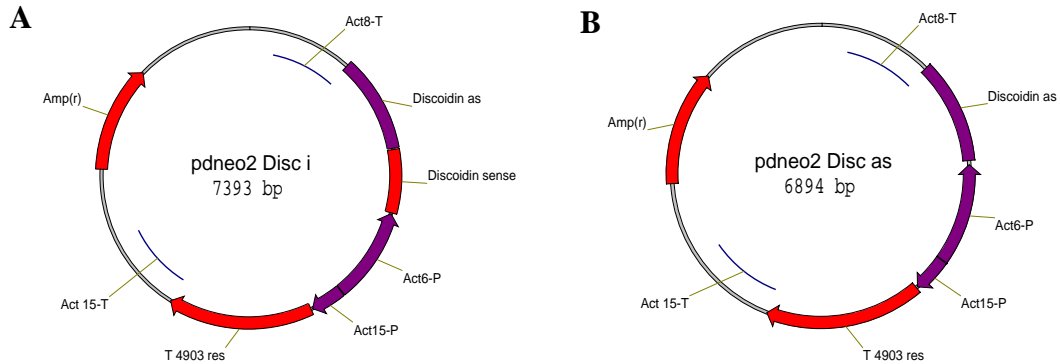 A
Act8-T
Amp(r)
Discoidin as
pdneo2 Disc i
7393 bp
Discoidin sense
Act6-P
Act 15-T
Act15-P
T 4903 res
B
Act8-T
Discoidin as
Amp(r)
pdneo2 Disc as
6894 bp
Act6-P
Act 15-T
Act15-P
T 4903 res